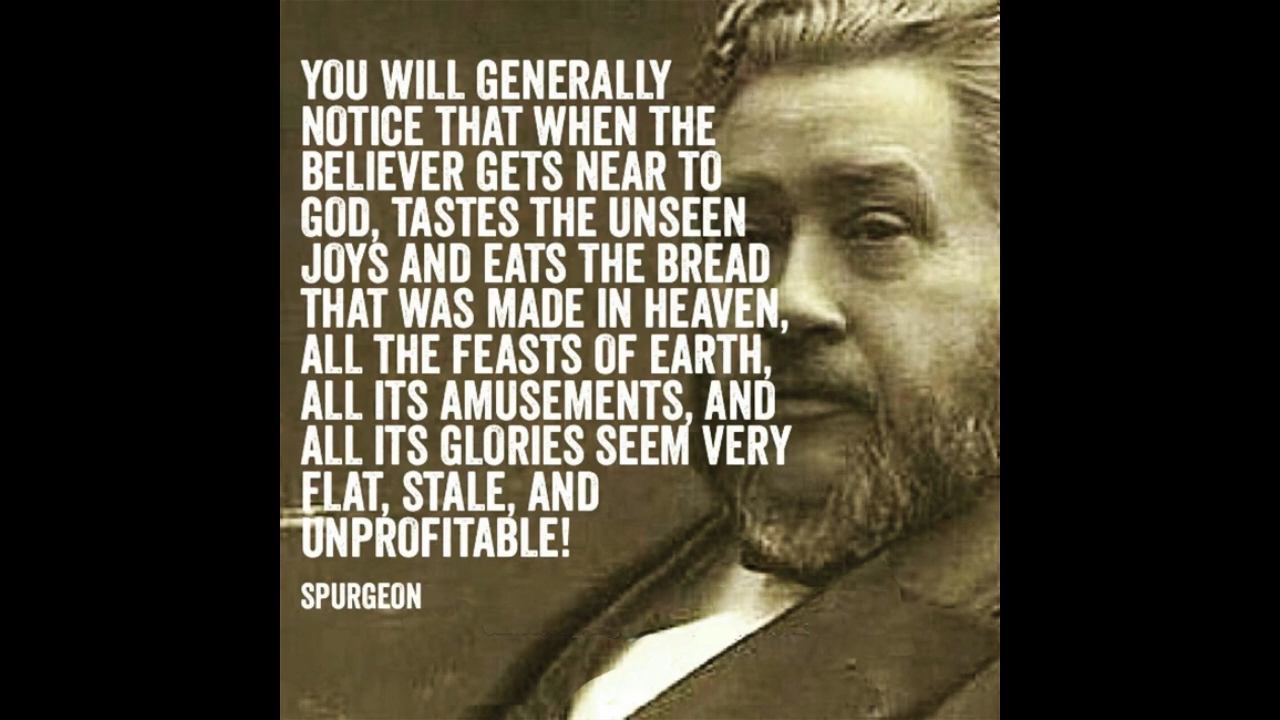 YOU WILL GENERALLY
NOTICE THAT WHEN THE
BELIEVER GETS NEAR TO
GOD, TASTES THE UNSEEN
JOYS AND EATS THE BREAD
THAT WAS MADE IN HEAVEN,
ALL THE FEASTS OF EARTH,
ALL ITS AMUSEMENTS, AND
ALL ITS GLORIES SEEM VERY
FLAT, STALE, AND
UNPROFITABLE!
SPURGEON